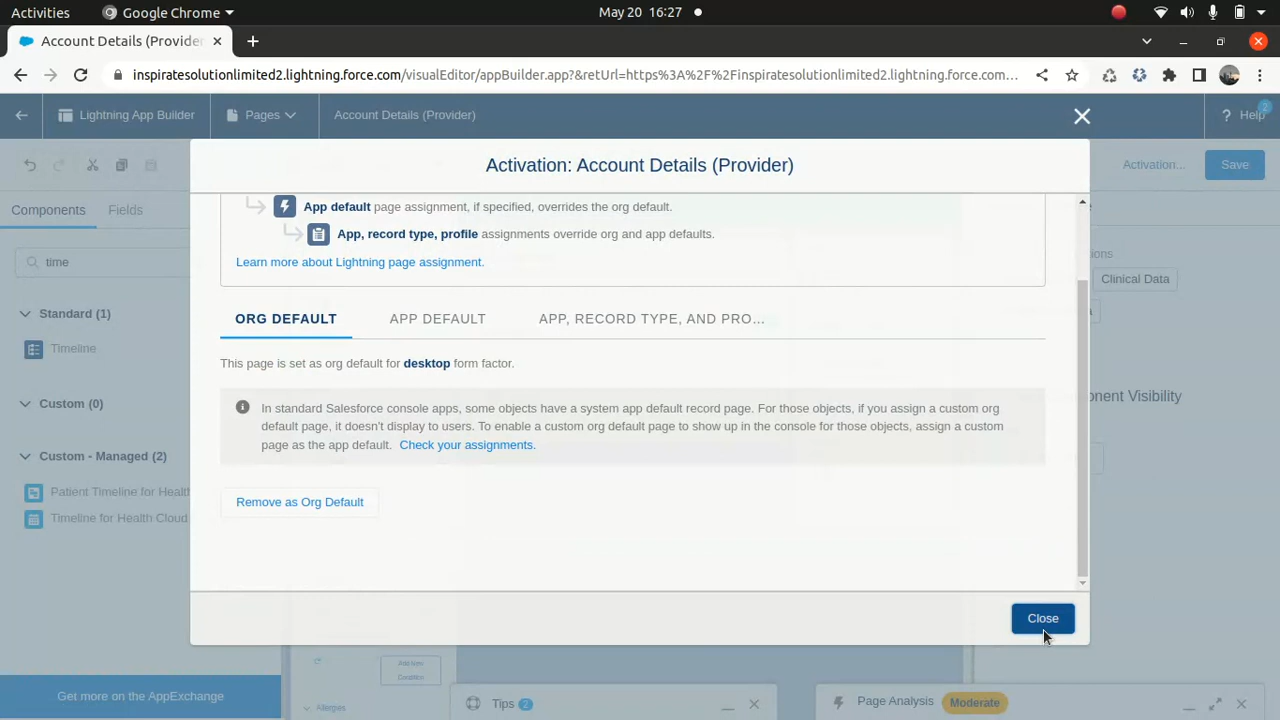 Activities
Google Chrome
May 20 16:27
Account Details (Provider
inspiratesolutionlimited2.lightning.force.com/visualEditor/appBuilder.app?&retUrl=https%3A%2F%2Finspiratesolutionlimited2.lightning.force.com...
Lightning App Builder
Pages
Account Details (Provider)
? Help
2
Activation: Account Details (Provider)
Activation...
Save
Components
Fields
App default page assignment, if specified, overrides the org default.
App, record type, profile assignments override org and app defaults.
time
Learn more about Lightning page assignment.
Clinical Data
Standard (1)
ORG DEFAULT
APP DEFAULT
APP, RECORD TYPE, AND PRO...
Timeline
This page is set as org default for desktop form factor.
Custom (0)
In standard Salesforce console apps, some objects have a system app default record page. For those objects, if you assign a custom org
default page, it doesn't display to users. To enable a custom org default page to show up in the console for those objects, assign a custom
page as the app default. Check your assignments.
onent Visibility
Custom - Managed (2)
Patient Timeline for Healt
Remove as Org Default
Timeline for Health Cloud
Close
Condition
Get more on the AppExchange
Allergies
Tips 2
Page Analysis
Moderate